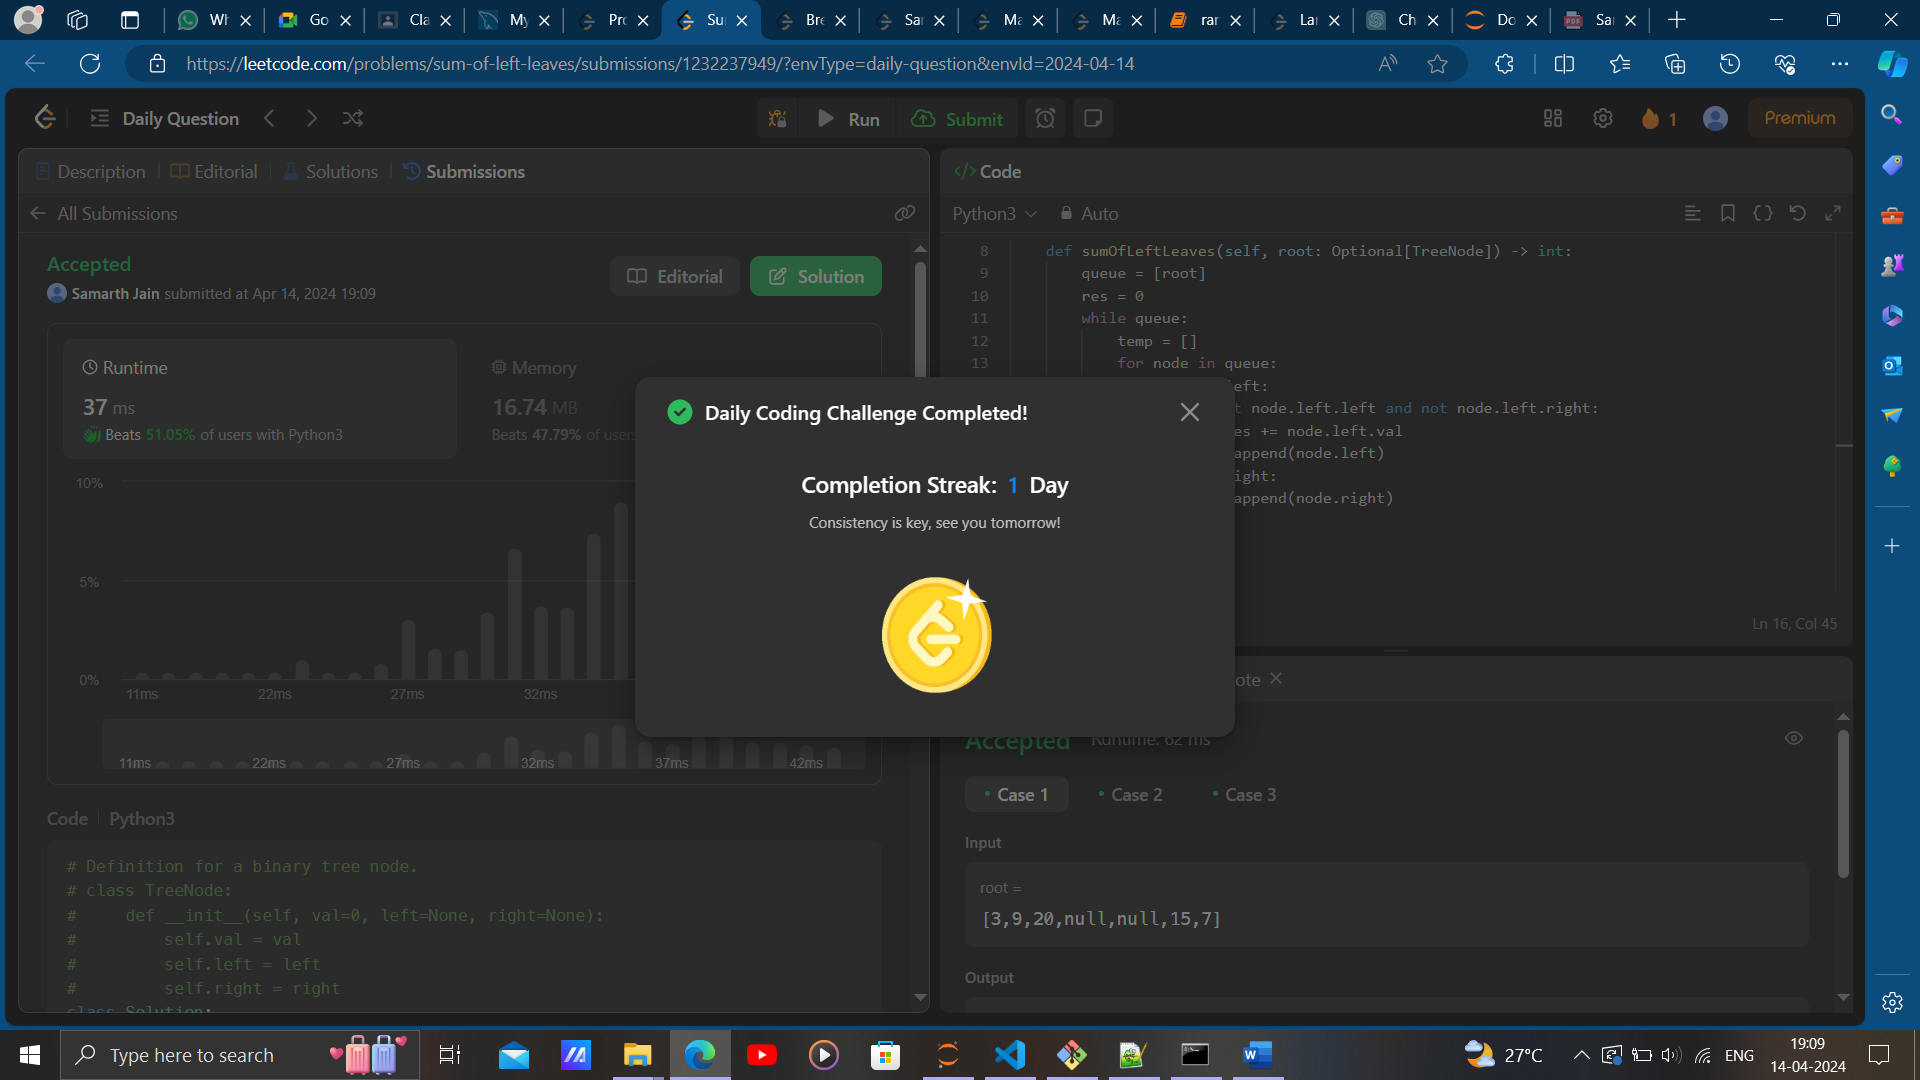 Wh
Go
Cla
My
Pro
Su
Bre
Sar
Ma
Ma
rar
Lar
Ch
Do
Sa
https://leetcode.com/problems/sum-of-left-leaves/submissions/1232237949/?envType=daily-question&envId=2024-04-14
Daily Question
Run
Submit
1
Premium
Description
Editorial
Solutions
Submissions
All Submissions
Accepted
Samarth Jain submitted at Apr 14, 2024 19:09
Editorial
Solution
Runtime
37 ms
Beats 51.05% of users with Python3
Memory
16.74 MB
Beats 47.79% of users
10%
5%
0%
11ms 22ms 27ms 32ms
11ms 22ms 27ms 32ms 37ms 42ms
Code
Python3
# Definition for a binary tree node.
# class TreeNode:
#     def __init__(self, val=0, left=None, right=None):
#         self.val = val
#         self.left = left
#         self.right = right
class Solution:
Daily Coding Challenge Completed!
Completion Streak: 1 Day
Consistency is key, see you tomorrow!
</> Code
Python3
Auto
8 def sumOfLeftLeaves(self, root: Optional[TreeNode]) -> int:
9 queue = [root]
10 res = 0
11 while queue:
12 temp = []
13 for node in queue:
eft:
t node.left.left and not node.left.right:
es += node.left.val
append(node.left)
ight:
append(node.right)
Ln 16, Col 45
ote
Accepted
Runtime: 62 ms
Case 1
Case 2
Case 3
Input
root =
[3,9,20,null,null,15,7]
Output
Type here to search
27°C
ENG
19:09
14-04-2024